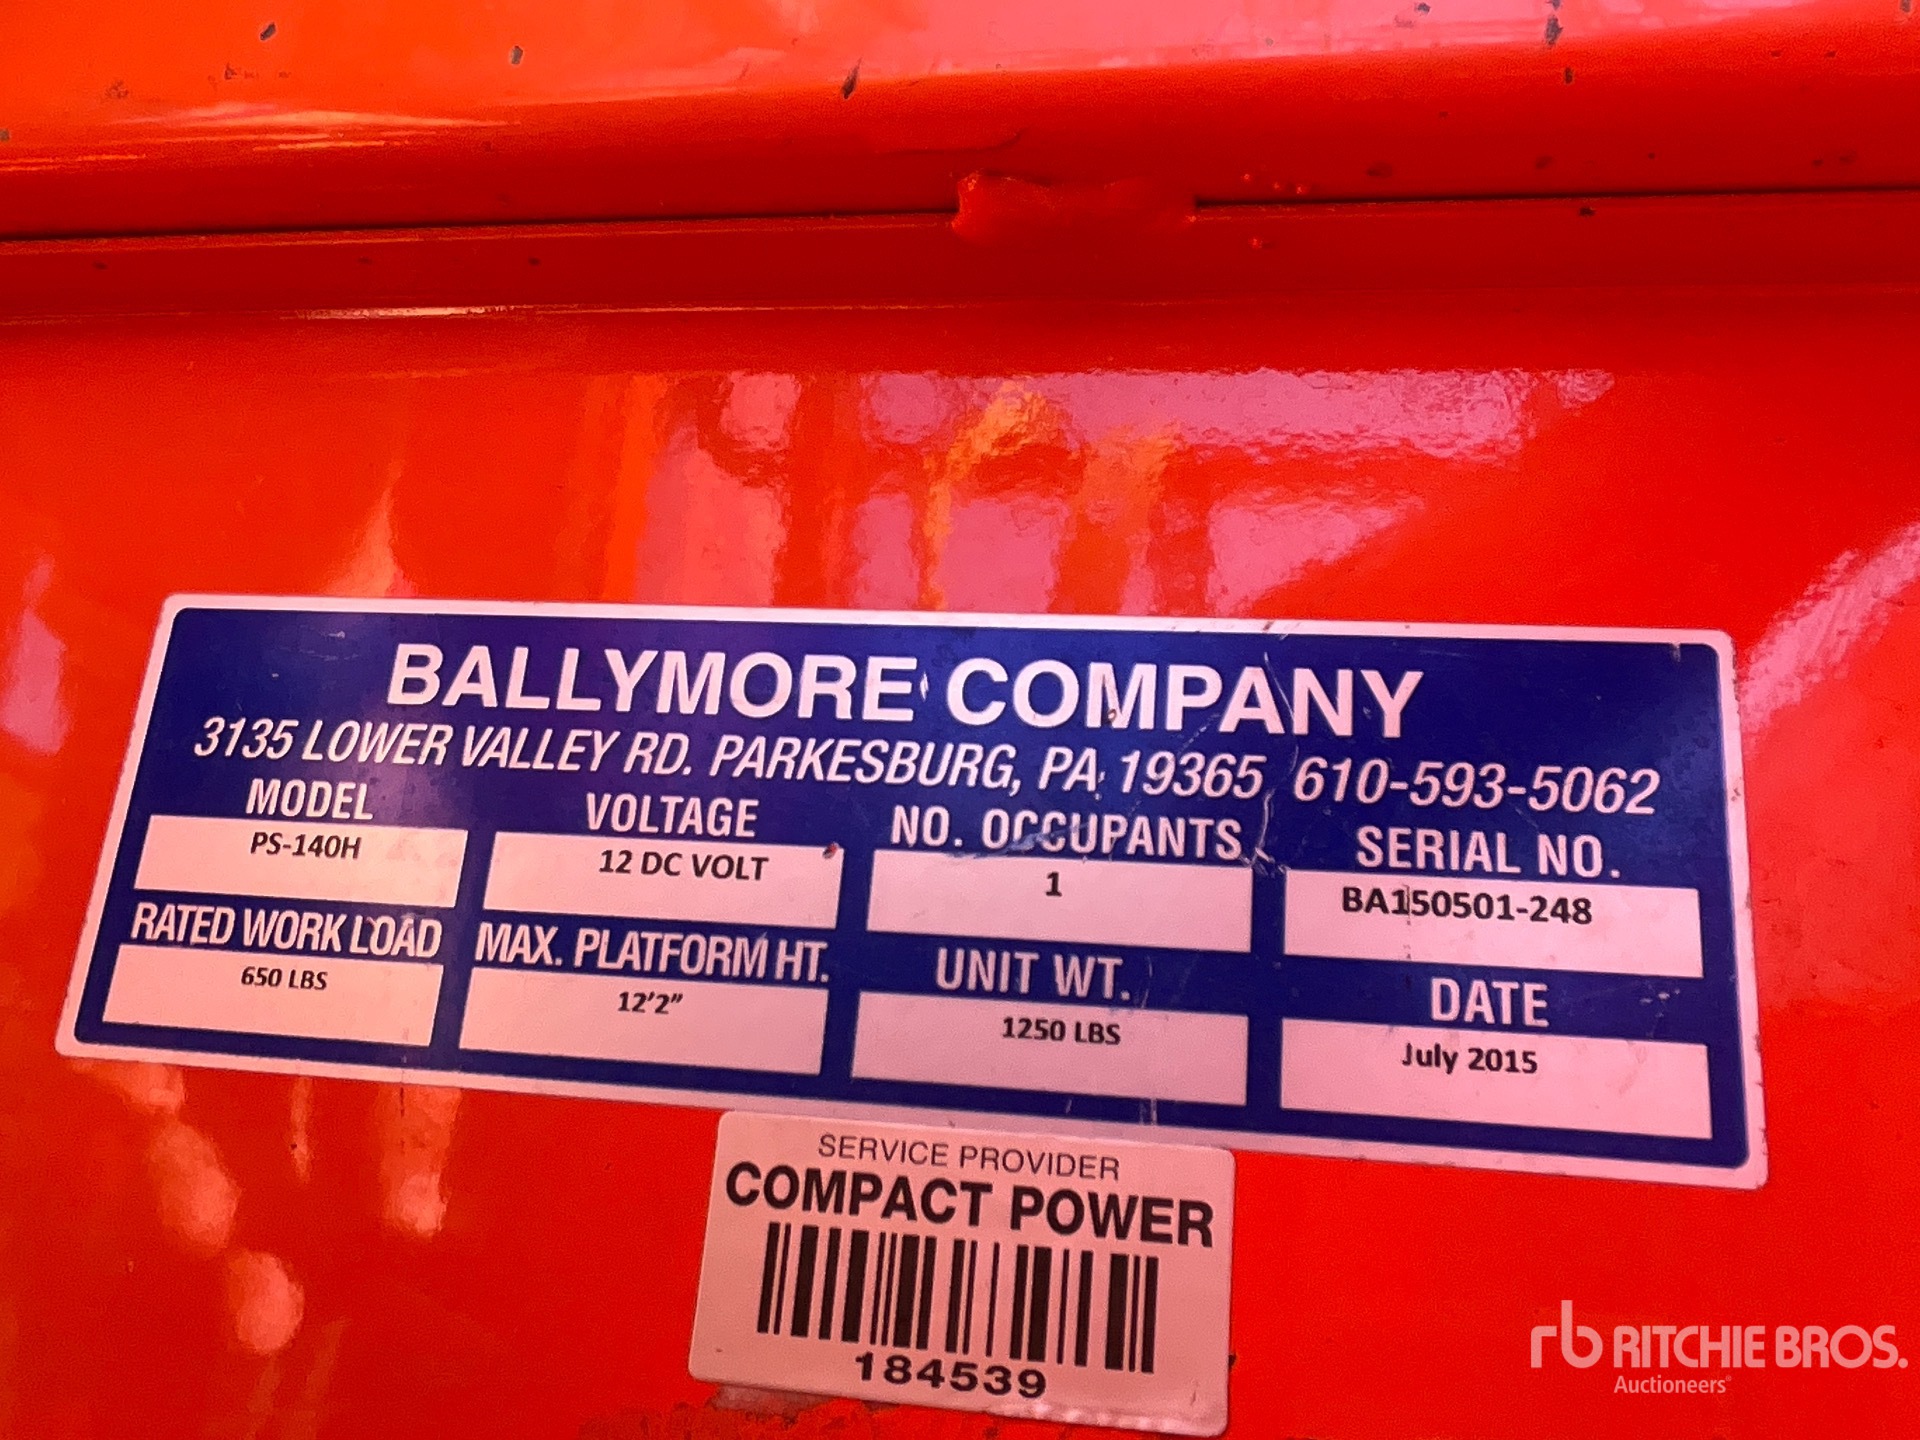 BALLYMORE COMPANY
3135 LOWER VALLEY RD. PARKESBURG, PA 19365 610-593-5062
MODEL VOLTAGE NO. OCCUPANTS SERIAL NO.
PS-140H 12 DC VOLT 1 BA150501-248
RATED WORK LOAD MAX. PLATFORM HT. UNIT WT. DATE
650 LBS 12'2" 1250 LBS July 2015
SERVICE PROVIDER
COMPACT POWER
184539
rb RITCHIE BROS.
Auctioneers